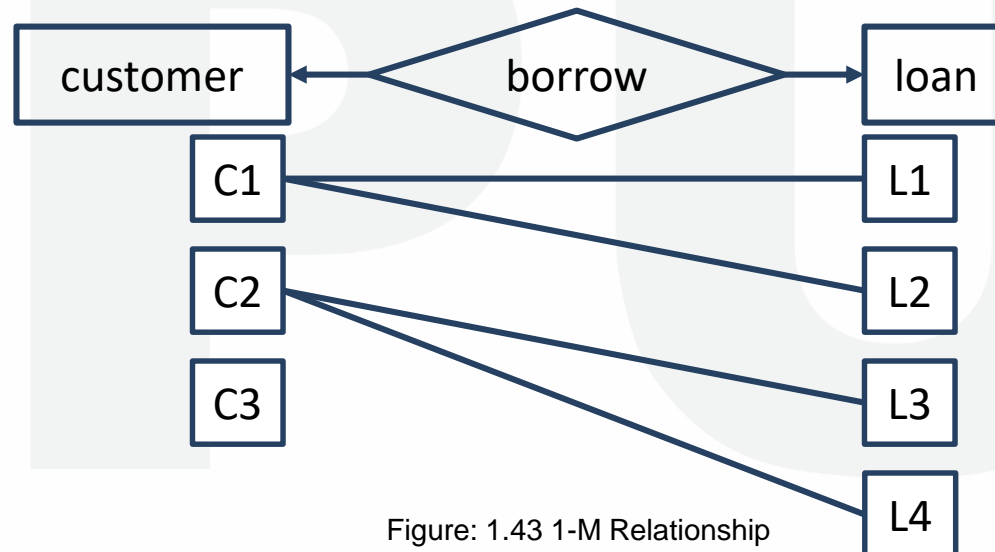 customer borrow loan
C1 L1
C2 L2
C3 L3
L4
Figure: 1.43 1-M Relationship